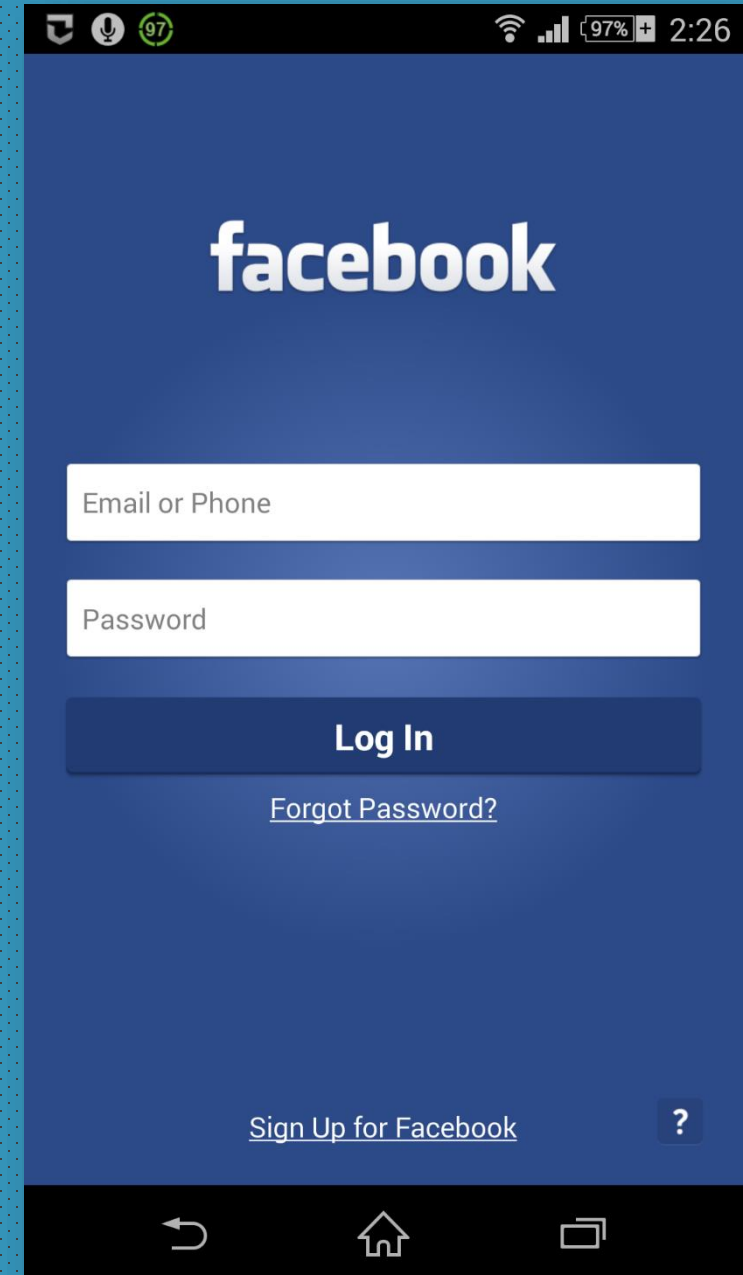 97 97% 2:26
facebook
Email or Phone
Password
Log In
Forgot Password?
Sign Up for Facebook
?